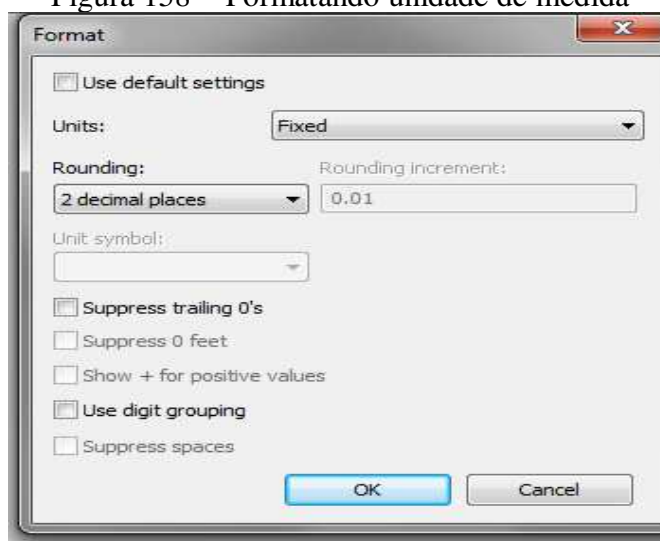 Figura 158 – Formatando unidade de medida
Format
Use default settings
Units: Fixed
Rounding: Rounding increment:
2 decimal places 0.01
Unit symbol:
Suppress trailing 0's
Suppress 0 feet
Show + for positive values
Use digit grouping
Suppress spaces
OK Cancel